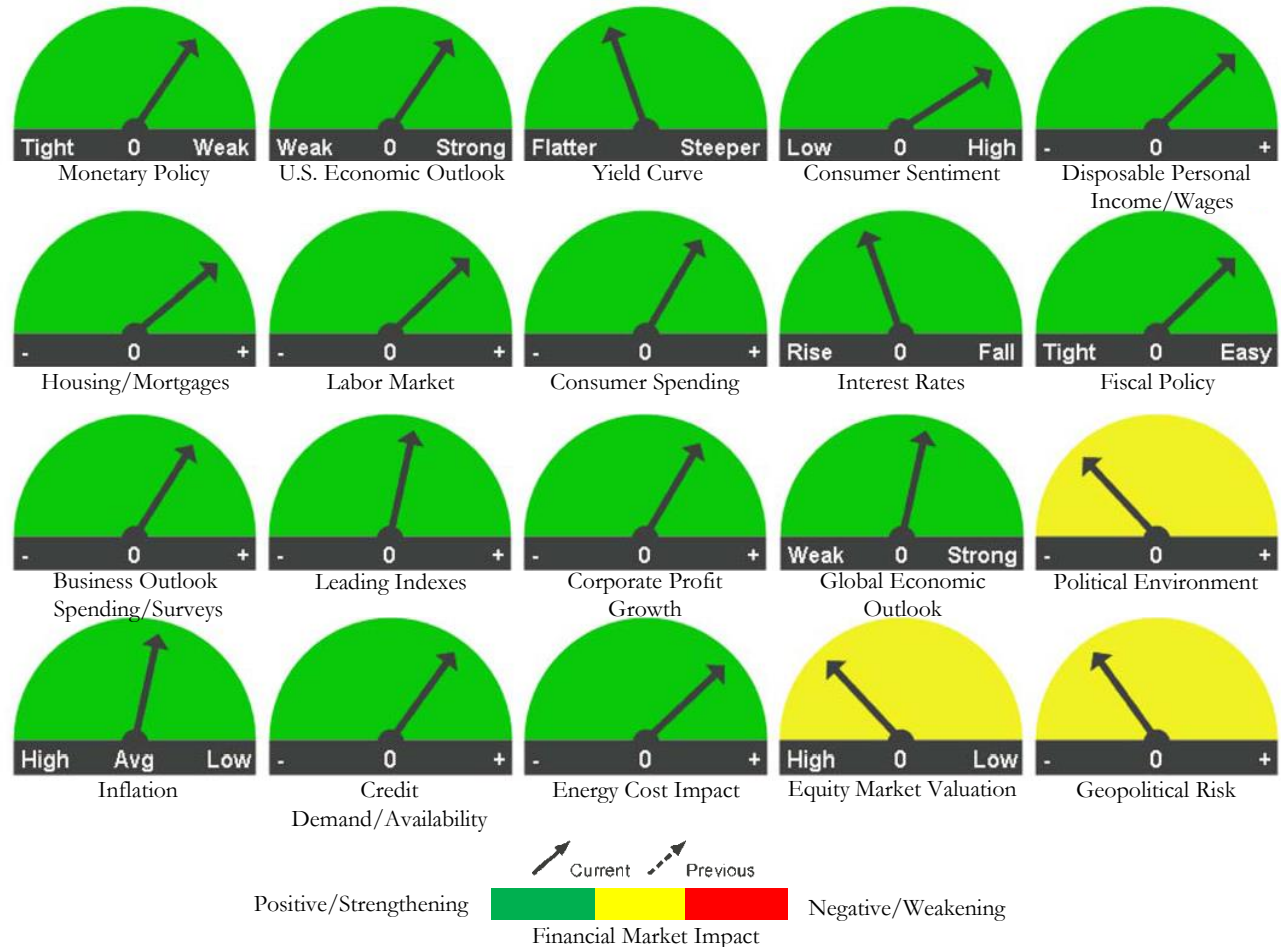 Tight 0 Weak
Monetary Policy
Weak 0 Strong
U.S. Economic Outlook
Flatter Steeper
Yield Curve
Low 0 High
Consumer Sentiment
- 0 +
Disposable Personal
Income/Wages
- 0 +
Housing/Mortgages
- 0 +
Labor Market
- 0 +
Consumer Spending
Rise 0 Fall
Interest Rates
Tight 0 Easy
Fiscal Policy
- 0 +
Business Outlook
Spending/Surveys
- 0 +
Leading Indexes
- 0 +
Corporate Profit
Growth
Weak 0 Strong
Global Economic
Outlook
- 0 +
Political Environment
High Avg Low
Inflation
- 0 +
Credit
Demand/Availability
- 0 +
Energy Cost Impact
High 0 Low
Equity Market Valuation
- 0 +
Geopolitical Risk
Current Previous
Positive/Strengthening Negative/Weakening
Financial Market Impact